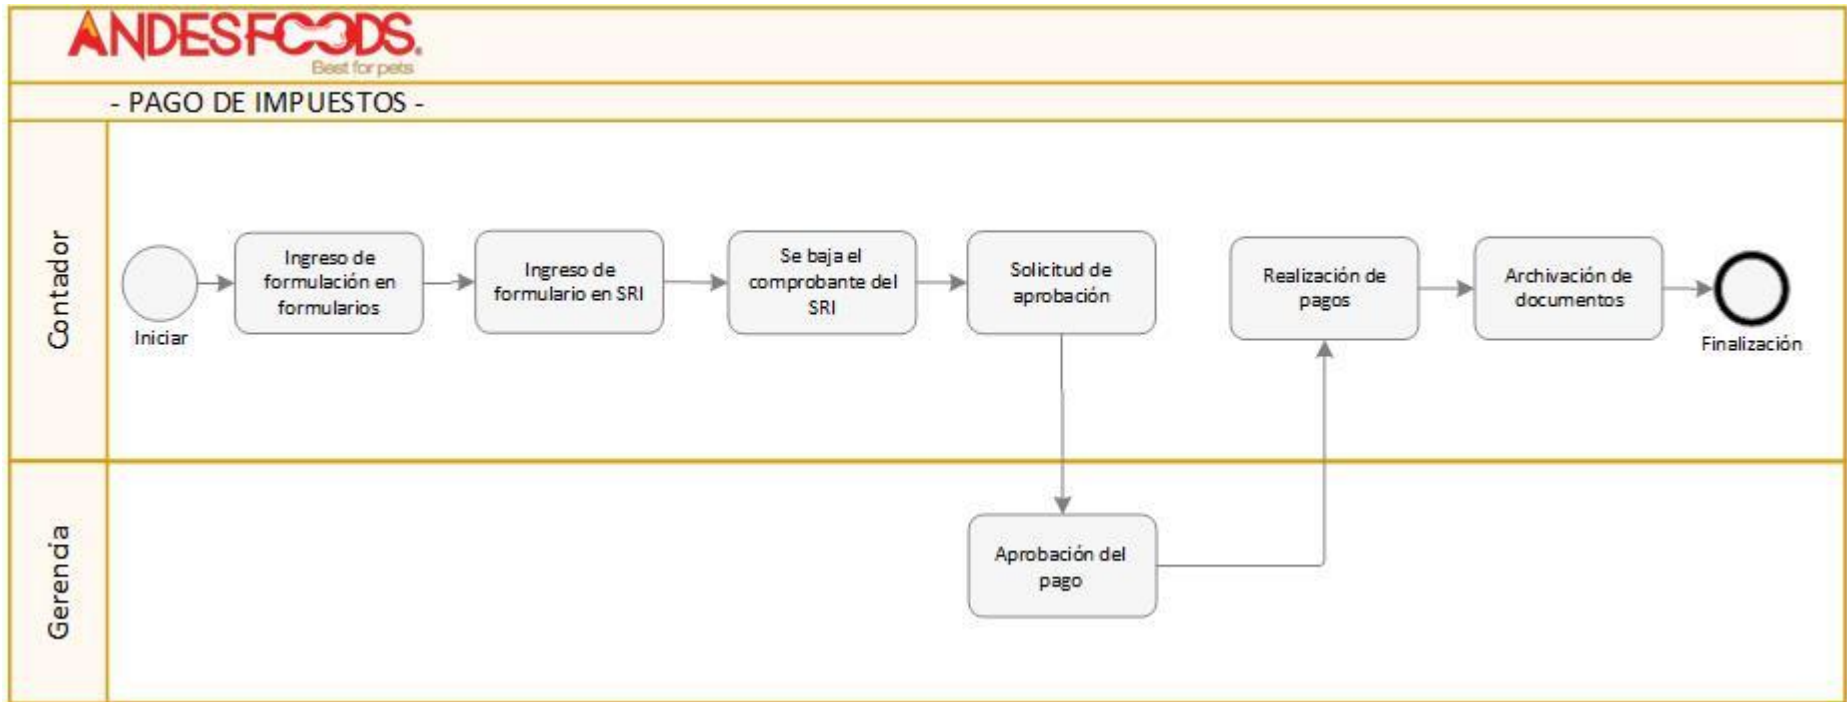 ANDESFOODS.
Best for pets
- PAGO DE IMPUESTOS -
Contador
Iniciar
Ingreso de
formulación en
formularios
Ingreso de
formulario en SRI
Se baja el
comprobante del
SRI
Solicitud de
aprobación
Realización de
pagos
Archivación de
documentos
Finalización
Gerencia
Aprobación del
pago